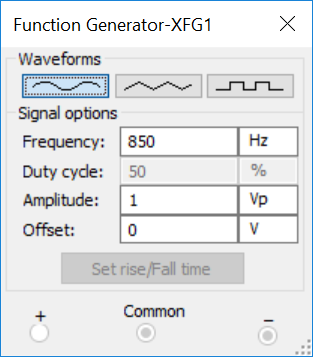 Function Generator-XFG1
Waveforms
Signal options
Frequency: 850 Hz
Duty cycle: 50 %
Amplitude: 1 Vp
Offset: 0 V
Set rise/Fall time
+ Common −